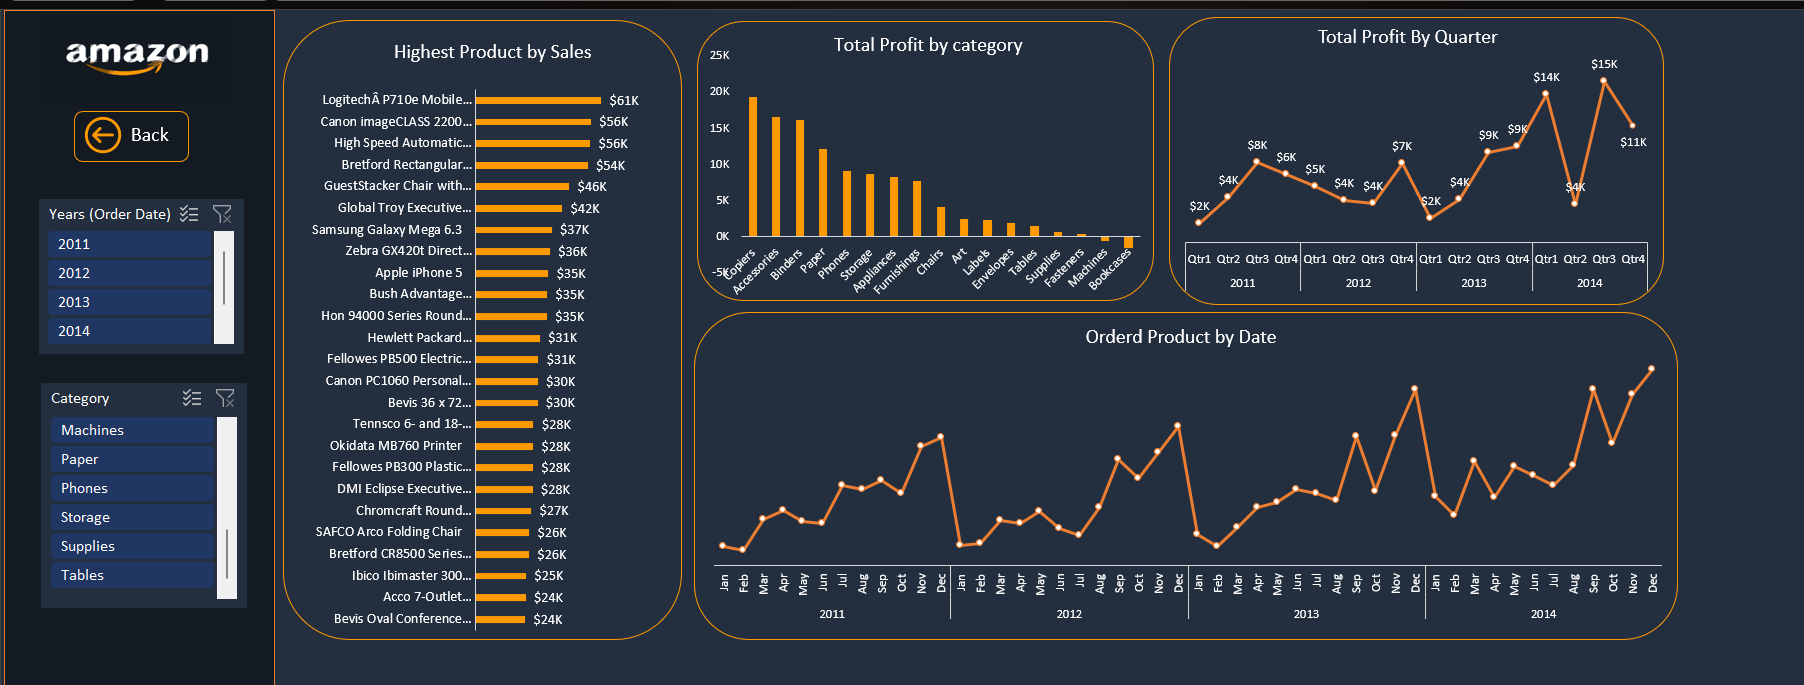 amazon
Back
Years (Order Date)
2011
2012
2013
2014
Category
Machines
Paper
Phones
Storage
Supplies
Tables
Highest Product by Sales
LogitechÂ P710e Mobile... $61K
Canon imageCLASS 2200... $56K
High Speed Automatic... $56K
Bretford Rectangular... $54K
GuestStacker Chair with... $46K
Global Troy Executive... $42K
Samsung Galaxy Mega 6.3 $37K
Zebra GX420t Direct... $36K
Apple iPhone 5 $35K
Bush Advantage... $35K
Hon 94000 Series Round... $35K
Hewlett Packard... $31K
Fellowes PB500 Electric... $31K
Canon PC1060 Personal... $30K
Bevis 36 x 72... $30K
Tennsco 6- and 18-... $28K
Okidata MB760 Printer $28K
Fellowes PB300 Plastic... $28K
DMI Eclipse Executive... $28K
Chromcraft Round... $27K
SAFCO Arco Folding Chair $26K
Bretford CR8500 Series... $26K
Ibico Ibimaster 300... $25K
Acco 7-Outlet... $24K
Bevis Oval Conference... $24K
Total Profit by category
25K
20K
15K
10K
5K
0K
-5K
Copiers
Accessories
Binders
Paper
Phones
Storage
Appliances
Furnishings
Chairs
Art
Labels
Envelopes
Tables
Supplies
Fasteners
Machines
Bookcases
Total Profit By Quarter
$2K $4K $8K $6K $5K $4K $4K $7K $2K $4K $9K $9K $14K $4K $15K $11K
Qtr1 Qtr2 Qtr3 Qtr4 Qtr1 Qtr2 Qtr3 Qtr4 Qtr1 Qtr2 Qtr3 Qtr4 Qtr1 Qtr2 Qtr3 Qtr4
2011 2012 2013 2014
Orderd Product by Date
Jan Feb Mar Apr May Jun Jul Aug Sep Oct Nov Dec Jan Feb Mar Apr May Jun Jul Aug Sep Oct Nov Dec Jan Feb Mar Apr May Jun Jul Aug Sep Oct Nov Dec Jan Feb Mar Apr May Jun Jul Aug Sep Oct Nov Dec
2011 2012 2013 2014